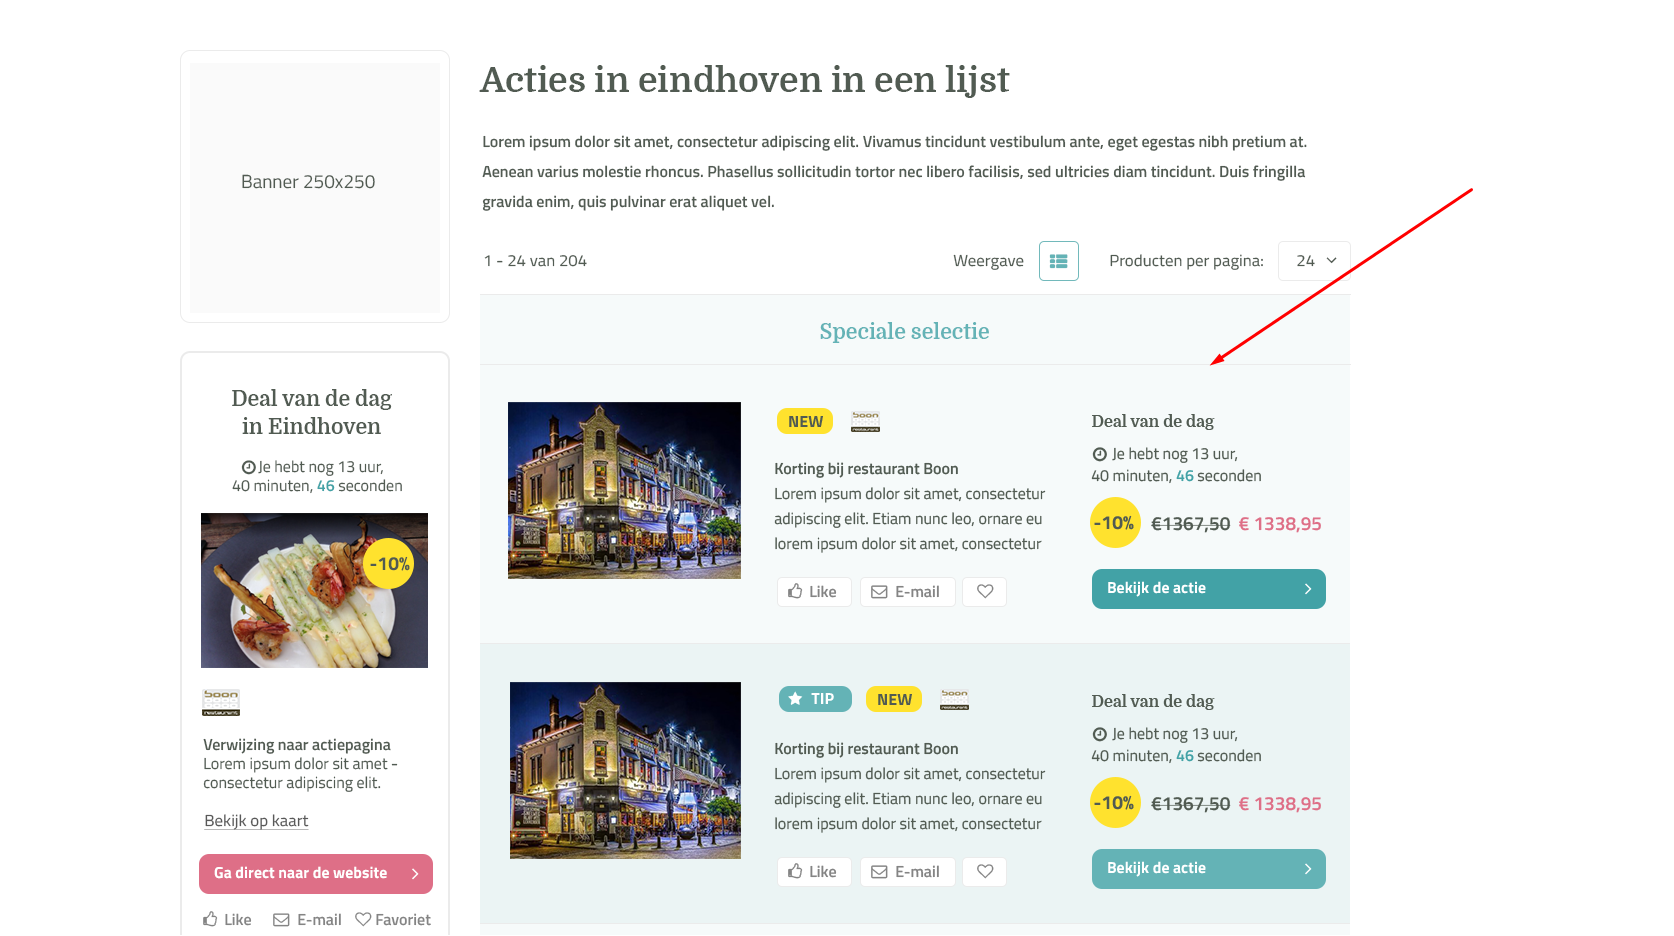 Banner 250x250
Deal van de dag
in Eindhoven
Je hebt nog 13 uur,
40 minuten, 46 seconden
-10%
boon
restaurant
Verwijzing naar actiepagina
Lorem ipsum dolor sit amet -
consectetur adipiscing elit.
Bekijk op kaart
Ga direct naar de website
Like E-mail Favoriet
Acties in eindhoven in een lijst
Lorem ipsum dolor sit amet, consectetur adipiscing elit. Vivamus tincidunt vestibulum ante, eget egestas nibh pretium at.
Aenean varius molestie rhoncus. Phasellus sollicitudin tortor nec libero facilisis, sed ultricies diam tincidunt. Duis fringilla
gravida enim, quis pulvinar erat aliquet vel.
1 - 24 van 204 Weergave Producten per pagina: 24
Speciale selectie
NEW
boon
restaurant
Korting bij restaurant Boon
Lorem ipsum dolor sit amet, consectetur
adipiscing elit. Etiam nunc leo, ornare eu
lorem ipsum dolor sit amet, consectetur
Like E-mail
Deal van de dag
Je hebt nog 13 uur,
40 minuten, 46 seconden
-10% €1367,50 € 1338,95
Bekijk de actie
TIP NEW
boon
restaurant
Korting bij restaurant Boon
Lorem ipsum dolor sit amet, consectetur
adipiscing elit. Etiam nunc leo, ornare eu
lorem ipsum dolor sit amet, consectetur
Like E-mail
Deal van de dag
Je hebt nog 13 uur,
40 minuten, 46 seconden
-10% €1367,50 € 1338,95
Bekijk de actie